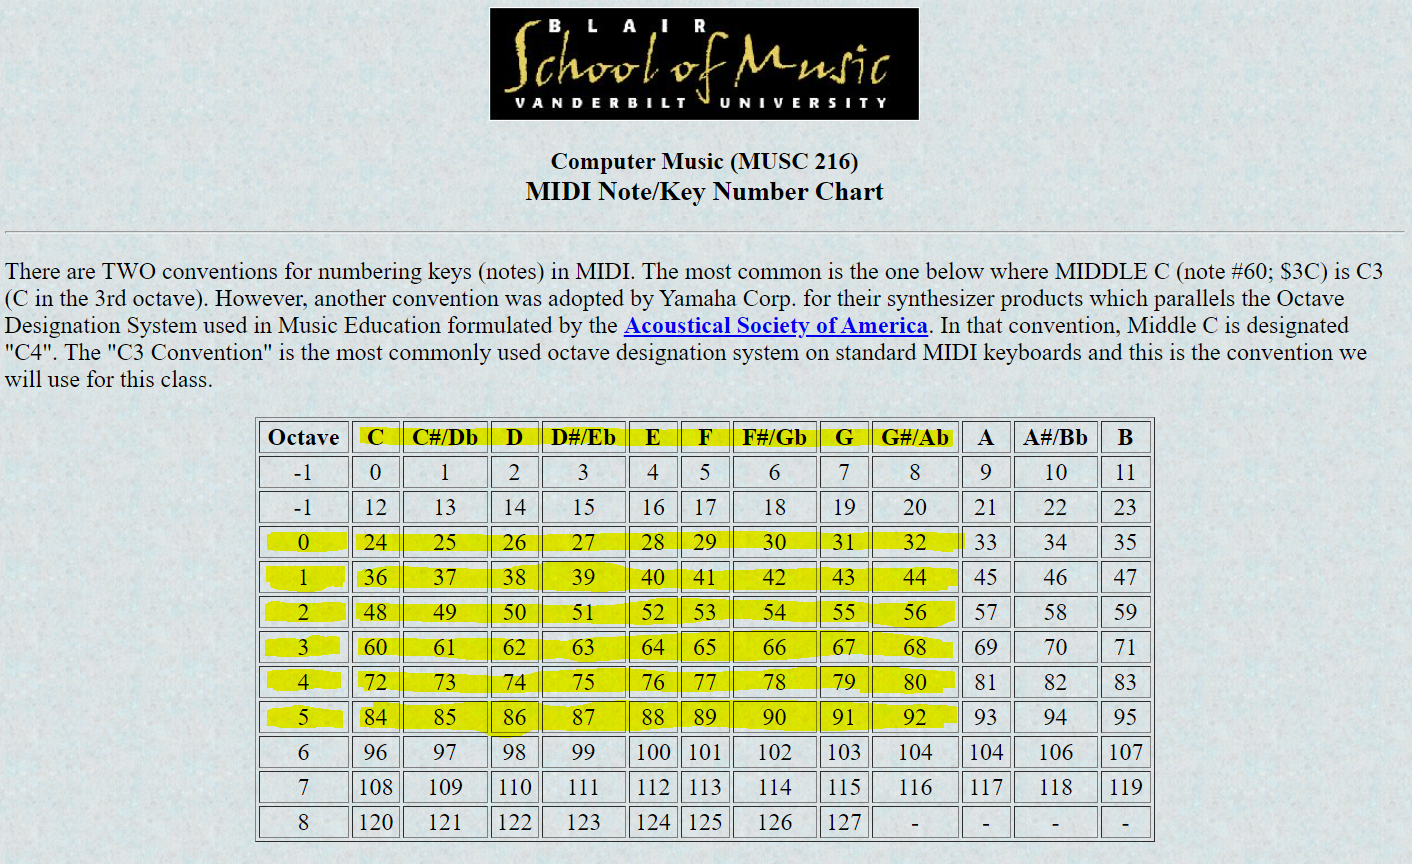 BLAIR
School of Music
VANDERBILT UNIVERSITY
Computer Music (MUSC 216)
MIDI Note/Key Number Chart
There are TWO conventions for numbering keys (notes) in MIDI. The most common is the one below where MIDDLE C (note #60; $3C) is C3
(C in the 3rd octave). However, another convention was adopted by Yamaha Corp. for their synthesizer products which parallels the Octave
Designation System used in Music Education formulated by the Acoustical Society of America. In that convention, Middle C is designated
"C4". The "C3 Convention" is the most commonly used octave designation system on standard MIDI keyboards and this is the convention we
will use for this class.
Octave C C#/Db D D#/Eb E F F#/Gb G G#/Ab A A#/Bb B
-1 0 1 2 3 4 5 6 7 8 9 10 11
-1 12 13 14 15 16 17 18 19 20 21 22 23
0 24 25 26 27 28 29 30 31 32 33 34 35
1 36 37 38 39 40 41 42 43 44 45 46 47
2 48 49 50 51 52 53 54 55 56 57 58 59
3 60 61 62 63 64 65 66 67 68 69 70 71
4 72 73 74 75 76 77 78 79 80 81 82 83
5 84 85 86 87 88 89 90 91 92 93 94 95
6 96 97 98 99 100 101 102 103 104 104 106 107
7 108 109 110 111 112 113 114 115 116 117 118 119
8 120 121 122 123 124 125 126 127 - - - -